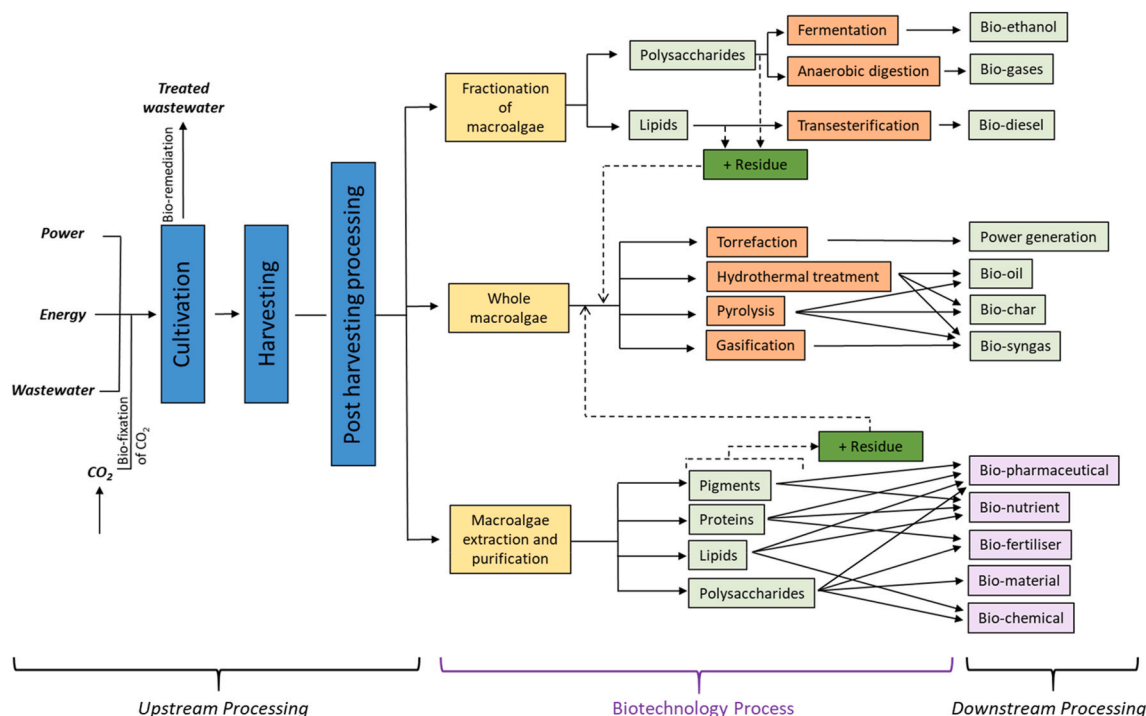 Treated
wastewater
Bio-remediation
Power
Energy
Wastewater
CO₂
Bio-fixation
of CO₂
Cultivation
Harvesting
Post harvesting processing
Fractionation
of
macroalgae
Polysaccharides
Lipids
Fermentation
Anaerobic digestion
Transesterification
+ Residue
Bio-ethanol
Bio-gases
Bio-diesel
Whole
macroalgae
Torrefaction
Hydrothermal treatment
Pyrolysis
Gasification
Power generation
Bio-oil
Bio-char
Bio-syngas
+ Residue
Macroalgae
extraction and
purification
Pigments
Proteins
Lipids
Polysaccharides
Bio-pharmaceutical
Bio-nutrient
Bio-fertiliser
Bio-material
Bio-chemical
Upstream Processing
Biotechnology Process
Downstream Processing